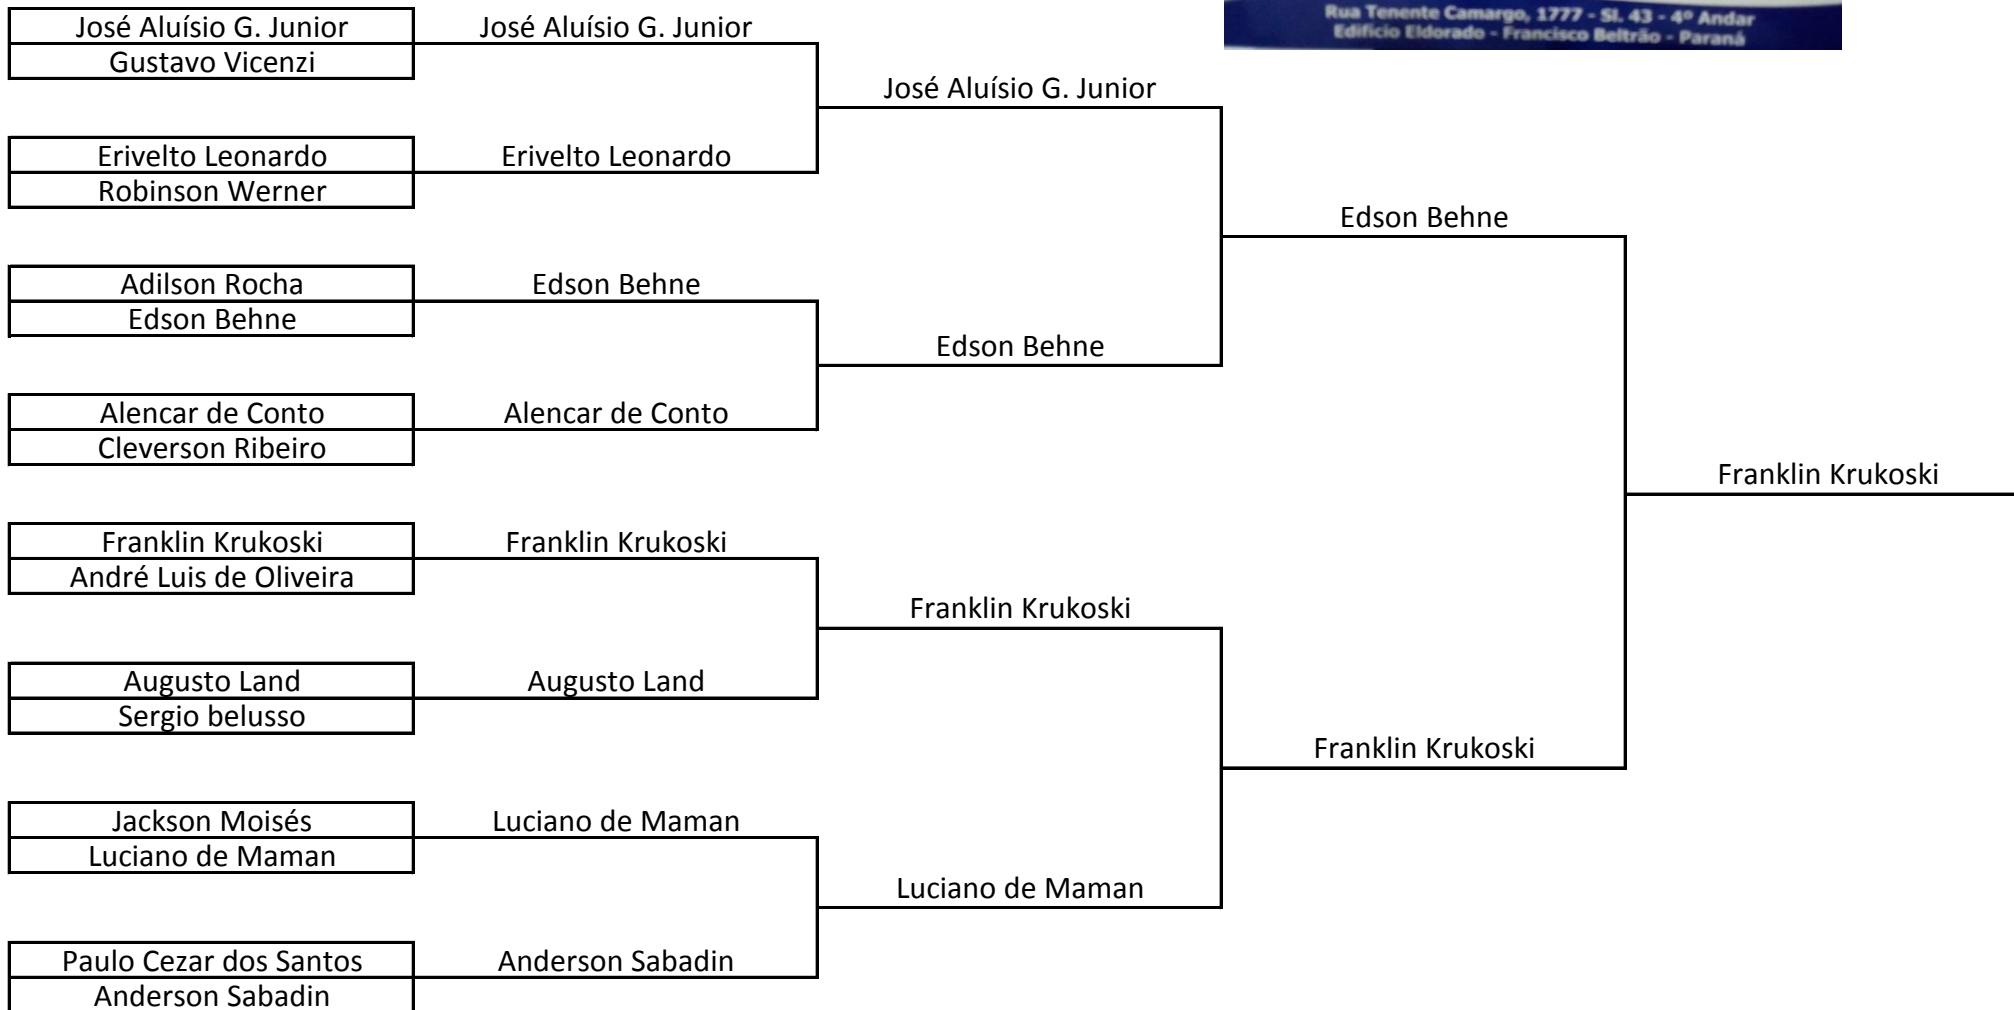 José Aluísio G. Junior
Gustavo Vicenzi
Erivelto Leonardo
Robinson Werner
Adilson Rocha
Edson Behne
Alencar de Conto
Cleverson Ribeiro
Franklin Krukoski
André Luis de Oliveira
Augusto Land
Sergio belusso
Jackson Moisés
Luciano de Maman
Paulo Cezar dos Santos
Anderson Sabadin
José Aluísio G. Junior
Erivelto Leonardo
Edson Behne
Alencar de Conto
Franklin Krukoski
Augusto Land
Luciano de Maman
Anderson Sabadin
José Aluísio G. Junior
Edson Behne
Franklin Krukoski
Luciano de Maman
Rua Tenente Camargo, 1777 - Sl. 43 - 4º Andar
Edifício Eldorado - Francisco Beltrão - Paraná
Edson Behne
Franklin Krukoski
Franklin Krukoski